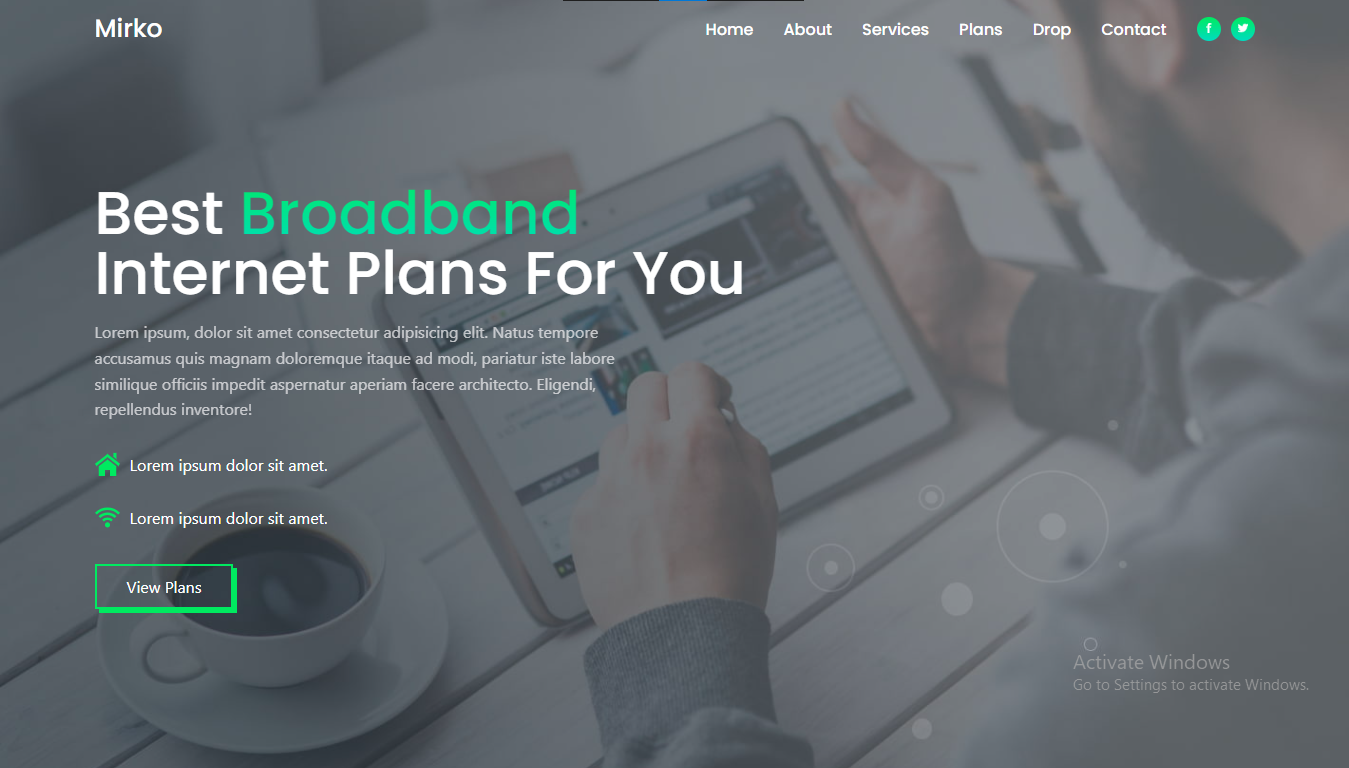 Mirko
Home About Services Plans Drop Contact
Best Broadband
Internet Plans For You
Lorem ipsum, dolor sit amet consectetur adipisicing elit. Natus tempore
accusamus quis magnam doloremque itaque ad modi, pariatur iste labore
similique officiis impedit aspernatur aperiam facere architecto. Eligendi,
repellendus inventore!
Lorem ipsum dolor sit amet.
Lorem ipsum dolor sit amet.
View Plans
Activate Windows
Go to Settings to activate Windows.